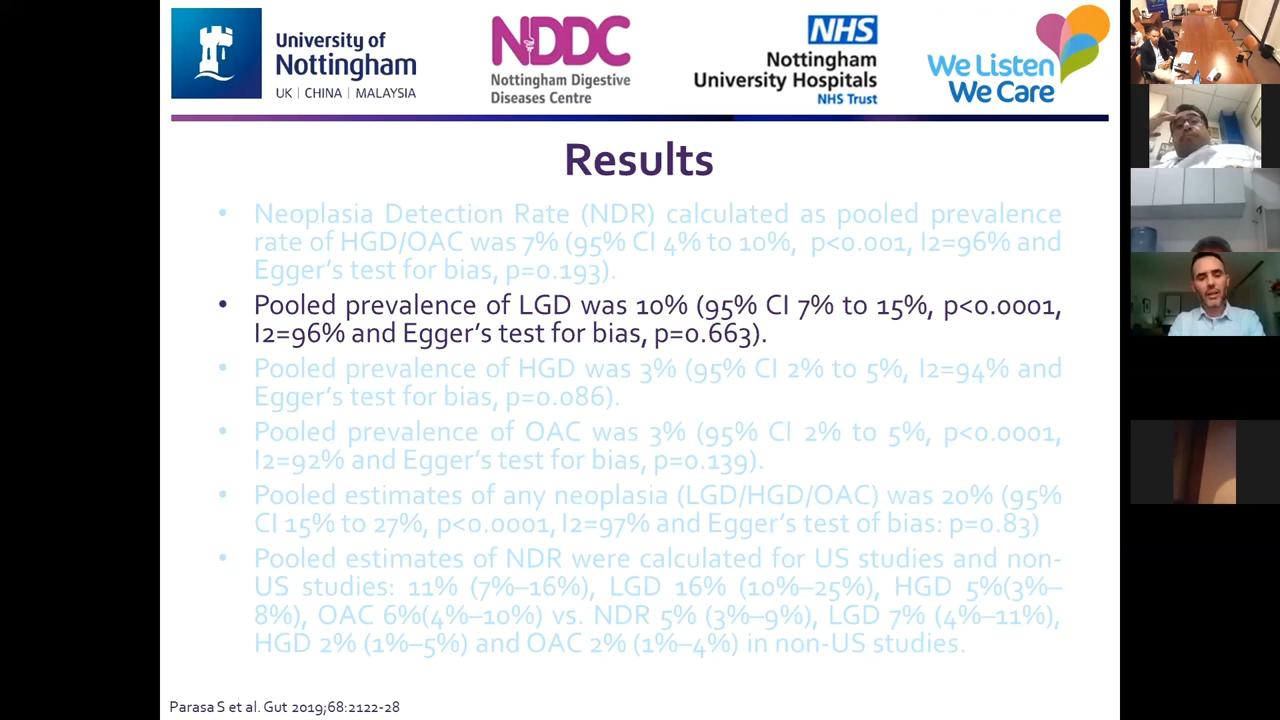 University of
Nottingham
UK | CHINA | MALAYSIA
NDDC
Nottingham Digestive
Diseases Centre
NHS
Nottingham
University Hospitals
NHS Trust
We Listen
We Care
Results
• Neoplasia Detection Rate (NDR) calculated as pooled prevalence
rate of HGD/OAC was 7% (95% CI 4% to 10%, p<0.001, I2=96% and
Egger's test for bias, p=0.193).
• Pooled prevalence of LGD was 10% (95% CI 7% to 15%, p<0.0001,
I2=96% and Egger's test for bias, p=0.663).
• Pooled prevalence of HGD was 3% (95% CI 2% to 5%, I2=94% and
Egger's test for bias, p=0.086).
• Pooled prevalence of OAC was 3% (95% CI 2% to 5%, p<0.0001,
I2=92% and Egger's test for bias, p=0.139).
• Pooled estimates of any neoplasia (LGD/HGD/OAC) was 20% (95%
CI 15% to 27%, p<0.0001, I2=97% and Egger's test of bias: p=0.83)
• Pooled estimates of NDR were calculated for US studies and non-
US studies: 11% (7%–16%), LGD 16% (10%–25%), HGD 5%(3%–
8%), OAC 6%(4%–10%) vs. NDR 5% (3%–9%), LGD 7% (4%–11%),
HGD 2% (1%–5%) and OAC 2% (1%–4%) in non-US studies.
Parasa S et al. Gut 2019;68:2122-28